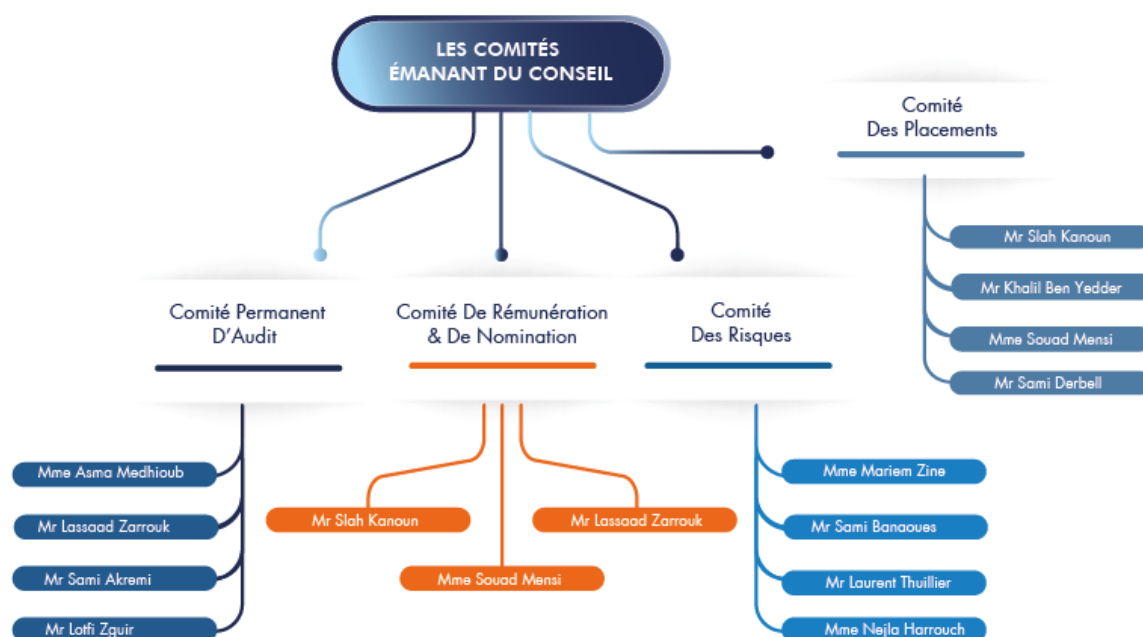 LES COMITÉS
ÉMANANT DU CONSEIL
Comité
Des Placements
Mr Slah Kanoun
Mr Khalil Ben Yedder
Mme Souad Mensi
Mr Sami Derbell
Comité Permanent
D’Audit
Mme Asma Medhioub
Mr Lassaad Zarrouk
Mr Sami Akremi
Mr Lotfi Zguir
Comité De Rémunération
& De Nomination
Mr Slah Kanoun
Mr Lassaad Zarrouk
Mme Souad Mensi
Comité
Des Risques
Mme Mariem Zine
Mr Sami Banaoues
Mr Laurent Thuillier
Mme Nejla Harrouch